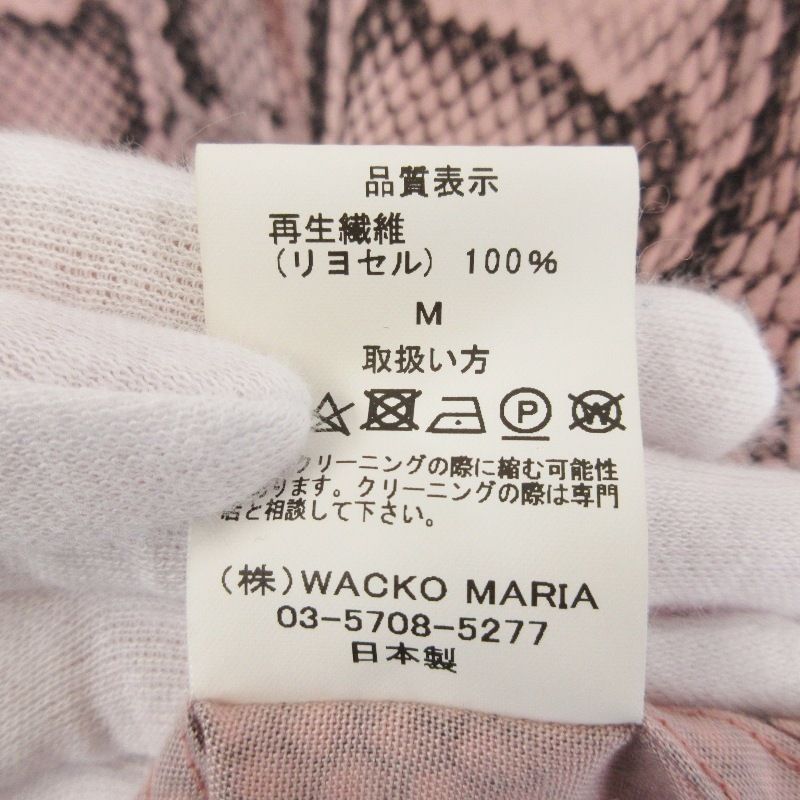 品質表示
再生繊維
(リヨセル) 100%
M
取扱い方
P W
クリーニングの際に縮む可能性
あります。クリーニングの際は専門
店と相談して下さい。
(株)WACKO MARIA
03-5708-5277
日本製